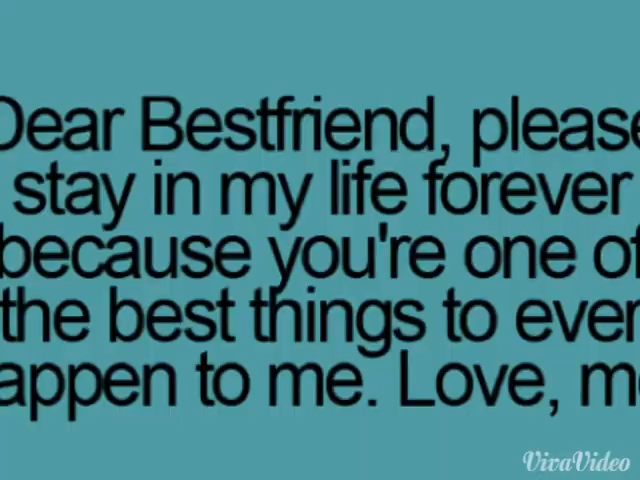 Dear Bestfriend, please
stay in my life forever
because you're one of
the best things to ever
appen to me. Love, me
VivaVideo